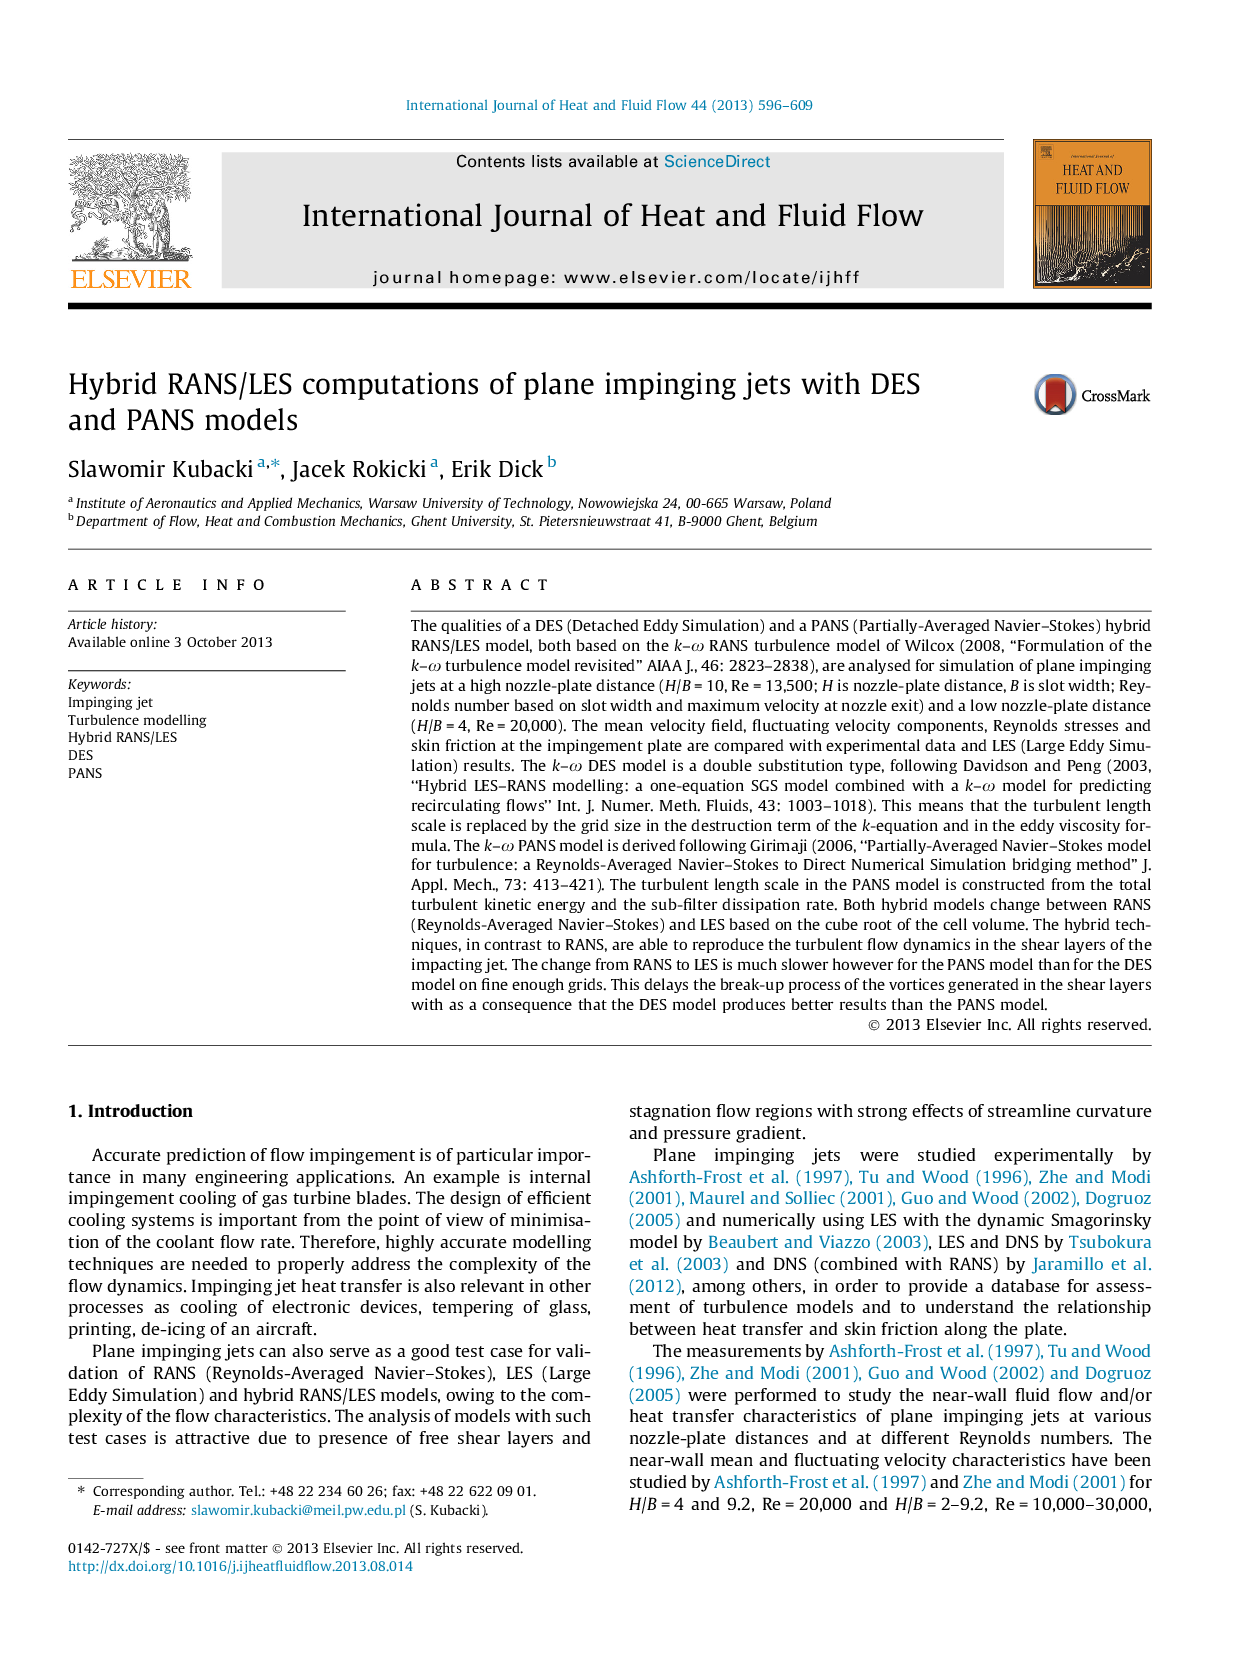 International Journal of Heat and Fluid Flow 44 (2013) 596–609
Contents lists available at ScienceDirect
International Journal of Heat and Fluid Flow
journal homepage: www.elsevier.com/locate/ijhff
ELSEVIER
HEAT AND
FLUID FLOW
Hybrid RANS/LES computations of plane impinging jets with DES
and PANS models
CrossMark
Slawomir Kubacki a,*, Jacek Rokicki a, Erik Dick b
a Institute of Aeronautics and Applied Mechanics, Warsaw University of Technology, Nowowiejska 24, 00-665 Warsaw, Poland
b Department of Flow, Heat and Combustion Mechanics, Ghent University, St. Pietersnieuwstraat 41, B-9000 Ghent, Belgium
ARTICLE INFO
Article history:
Available online 3 October 2013
Keywords:
Impinging jet
Turbulence modelling
Hybrid RANS/LES
DES
PANS
ABSTRACT
The qualities of a DES (Detached Eddy Simulation) and a PANS (Partially-Averaged Navier–Stokes) hybrid
RANS/LES model, both based on the k–ω RANS turbulence model of Wilcox (2008, “Formulation of the
k–ω turbulence model revisited” AIAA J., 46: 2823–2838), are analysed for simulation of plane impinging
jets at a high nozzle-plate distance (H/B = 10, Re = 13,500; H is nozzle-plate distance, B is slot width; Rey-
nolds number based on slot width and maximum velocity at nozzle exit) and a low nozzle-plate distance
(H/B = 4, Re = 20,000). The mean velocity field, fluctuating velocity components, Reynolds stresses and
skin friction at the impingement plate are compared with experimental data and LES (Large Eddy Simu-
lation) results. The k–ω DES model is a double substitution type, following Davidson and Peng (2003,
‘‘Hybrid LES–RANS modelling: a one-equation SGS model combined with a k–ω model for predicting
recirculating flows’’ Int. J. Numer. Meth. Fluids, 43: 1003–1018). This means that the turbulent length
scale is replaced by the grid size in the destruction term of the k-equation and in the eddy viscosity for-
mula. The k–ω PANS model is derived following Girimaji (2006, ‘‘Partially-Averaged Navier–Stokes model
for turbulence: a Reynolds-Averaged Navier–Stokes to Direct Numerical Simulation bridging method” J.
Appl. Mech., 73: 413–421). The turbulent length scale in the PANS model is constructed from the total
turbulent kinetic energy and the sub-filter dissipation rate. Both hybrid models change between RANS
(Reynolds-Averaged Navier–Stokes) and LES based on the cube root of the cell volume. The hybrid tech-
niques, in contrast to RANS, are able to reproduce the turbulent flow dynamics in the shear layers of the
impacting jet. The change from RANS to LES is much slower however for the PANS model than for the DES
model on fine enough grids. This delays the break-up process of the vortices generated in the shear layers
with as a consequence that the DES model produces better results than the PANS model.
© 2013 Elsevier Inc. All rights reserved.
1. Introduction
Accurate prediction of flow impingement is of particular impor-
tance in many engineering applications. An example is internal
impingement cooling of gas turbine blades. The design of efficient
cooling systems is important from the point of view of minimisa-
tion of the coolant flow rate. Therefore, highly accurate modelling
techniques are needed to properly address the complexity of the
flow dynamics. Impinging jet heat transfer is also relevant in other
processes as cooling of electronic devices, tempering of glass,
printing, de-icing of an aircraft.
Plane impinging jets can also serve as a good test case for vali-
dation of RANS (Reynolds-Averaged Navier–Stokes), LES (Large
Eddy Simulation) and hybrid RANS/LES models, owing to the com-
plexity of the flow characteristics. The analysis of models with such
test cases is attractive due to presence of free shear layers and
stagnation flow regions with strong effects of streamline curvature
and pressure gradient.
Plane impinging jets were studied experimentally by
Ashforth-Frost et al. (1997), Tu and Wood (1996), Zhe and Modi
(2001), Maurel and Solliec (2001), Guo and Wood (2002), Dogruoz
(2005) and numerically using LES with the dynamic Smagorinsky
model by Beaubert and Viazzo (2003), LES and DNS by Tsubokura
et al. (2003) and DNS (combined with RANS) by Jaramillo et al.
(2012), among others, in order to provide a database for assess-
ment of turbulence models and to understand the relationship
between heat transfer and skin friction along the plate.
The measurements by Ashforth-Frost et al. (1997), Tu and Wood
(1996), Zhe and Modi (2001), Guo and Wood (2002) and Dogruoz
(2005) were performed to study the near-wall fluid flow and/or
heat transfer characteristics of plane impinging jets at various
nozzle-plate distances and at different Reynolds numbers. The
near-wall mean and fluctuating velocity characteristics have been
studied by Ashforth-Frost et al. (1997) and Zhe and Modi (2001) for
H/B = 4 and 9.2, Re = 20,000 and H/B = 2–9.2, Re = 10,000–30,000,
* Corresponding author. Tel.: +48 22 234 60 26; fax: +48 22 622 09 01.
E-mail address: slawomir.kubacki@meil.pw.edu.pl (S. Kubacki).
0142-727X/$ - see front matter © 2013 Elsevier Inc. All rights reserved.
http://dx.doi.org/10.1016/j.ijheatfluidflow.2013.08.014